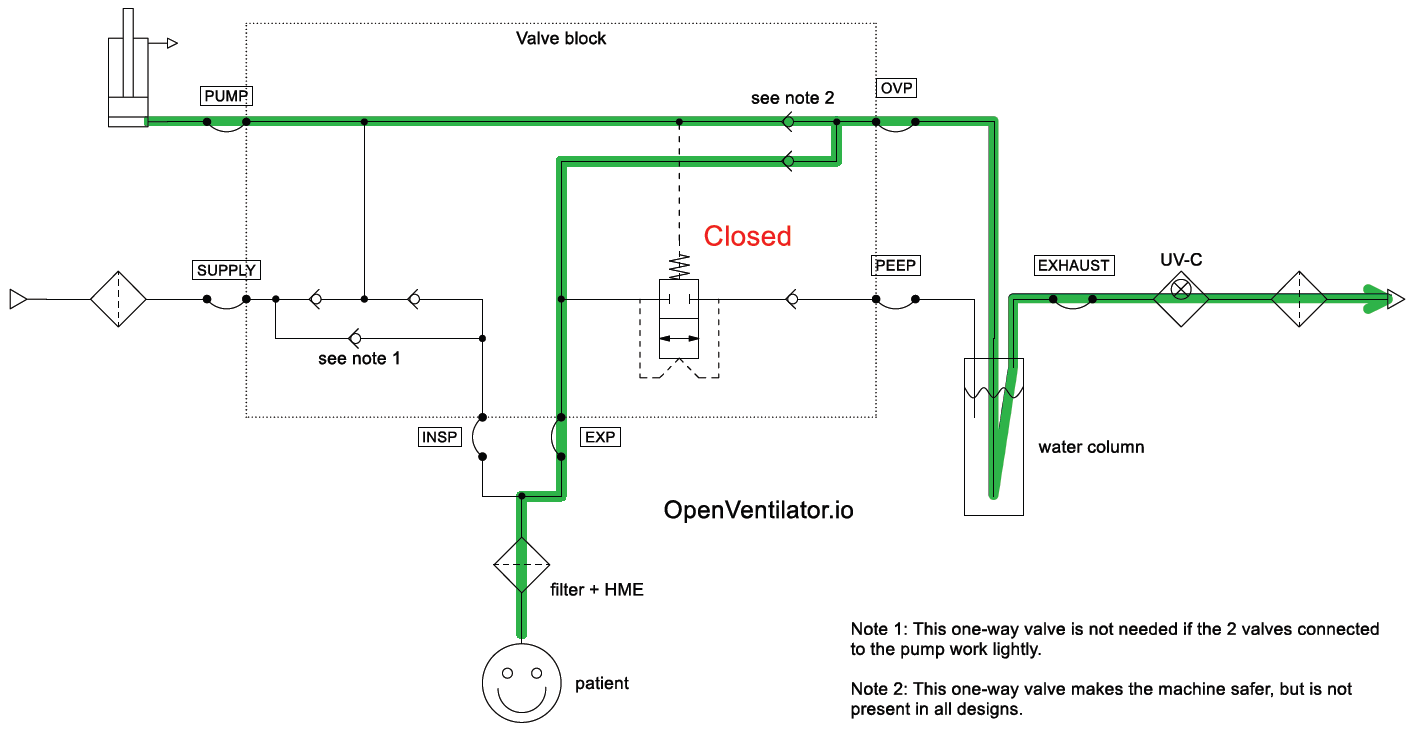 Valve block
PUMP
see note 2
OVP
Closed
SUPPLY
PEEP
EXHAUST
UV-C
see note 1
INSP
EXP
water column
OpenVentilator.io
filter + HME
patient
Note 1: This one-way valve is not needed if the 2 valves connected
to the pump work lightly.
Note 2: This one-way valve makes the machine safer, but is not
present in all designs.